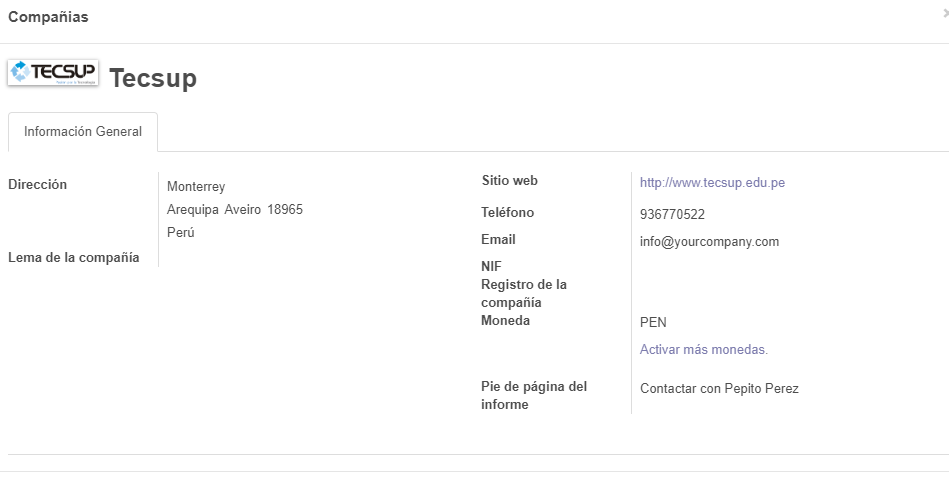 Compañias
×
TECSUP
Tecsup
Información General
Dirección
Monterrey
Arequipa Aveiro 18965
Perú
Lema de la compañía
Sitio web
http://www.tecsup.edu.pe
Teléfono
936770522
Email
info@yourcompany.com
NIF
Registro de la
compañía
Moneda
PEN
Activar más monedas.
Pie de página del
informe
Contactar con Pepito Perez